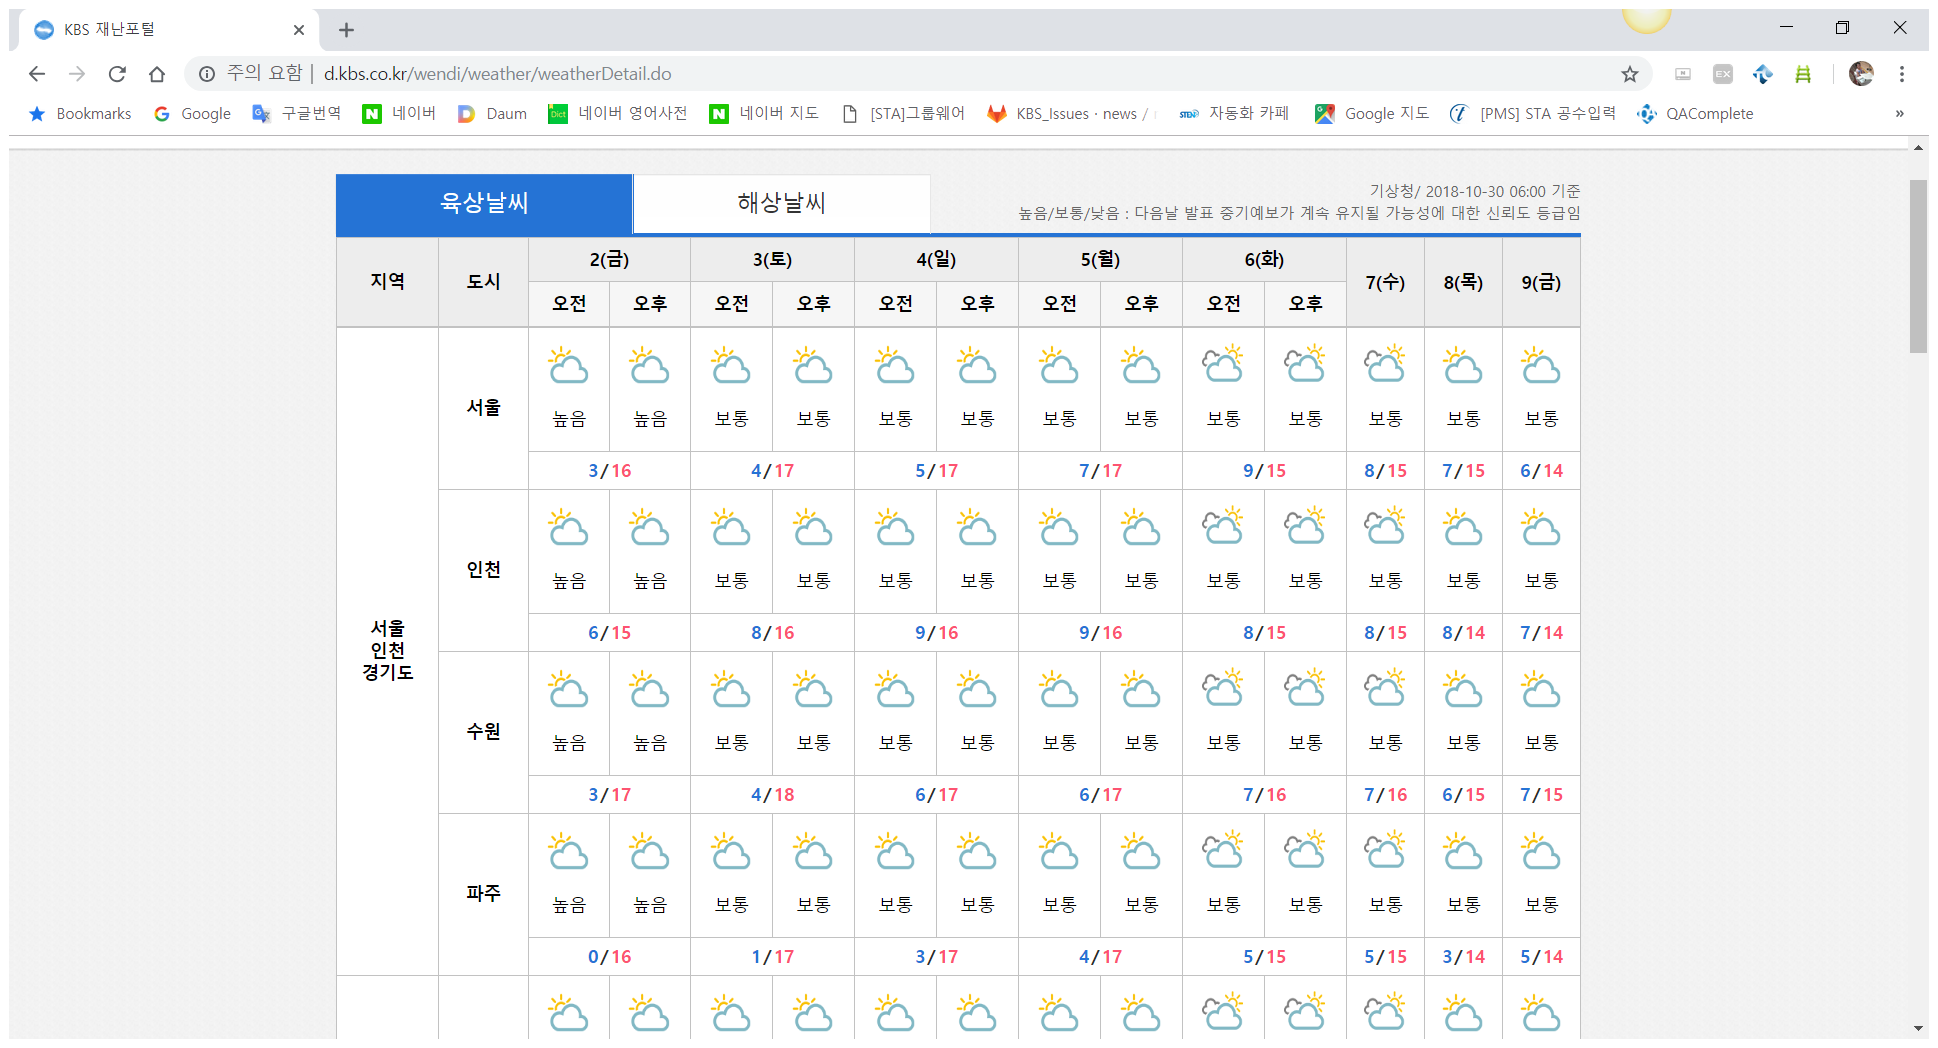 KBS 재난포털
주의 요함 | d.kbs.co.kr/wendi/weather/weatherDetail.do
EX
Bookmarks Google 구글번역 네이버 Daum 네이버 영어사전 네이버 지도 [STA]그룹웨어 KBS_Issues · news / 자동화 카페 Google 지도 [PMS] STA 공수입력 QAComplete »
육상날씨 해상날씨
기상청/ 2018-10-30 06:00 기준
높음/보통/낮음 : 다음날 발표 중기예보가 계속 유지될 가능성에 대한 신뢰도 등급임
지역 도시 2(금) 3(토) 4(일) 5(월) 6(화) 7(수) 8(목) 9(금)
오전 오후 오전 오후 오전 오후 오전 오후 오전 오후
서울
인천
경기도
서울
높음 높음 보통 보통 보통 보통 보통 보통 보통 보통 보통 보통 보통
3/16 4/17 5/17 7/17 9/15 8/15 7/15 6/14
인천
높음 높음 보통 보통 보통 보통 보통 보통 보통 보통 보통 보통 보통
6/15 8/16 9/16 9/16 8/15 8/15 8/14 7/14
수원
높음 높음 보통 보통 보통 보통 보통 보통 보통 보통 보통 보통 보통
3/17 4/18 6/17 6/17 7/16 7/16 6/15 7/15
파주
높음 높음 보통 보통 보통 보통 보통 보통 보통 보통 보통 보통 보통
0/16 1/17 3/17 4/17 5/15 5/15 3/14 5/14